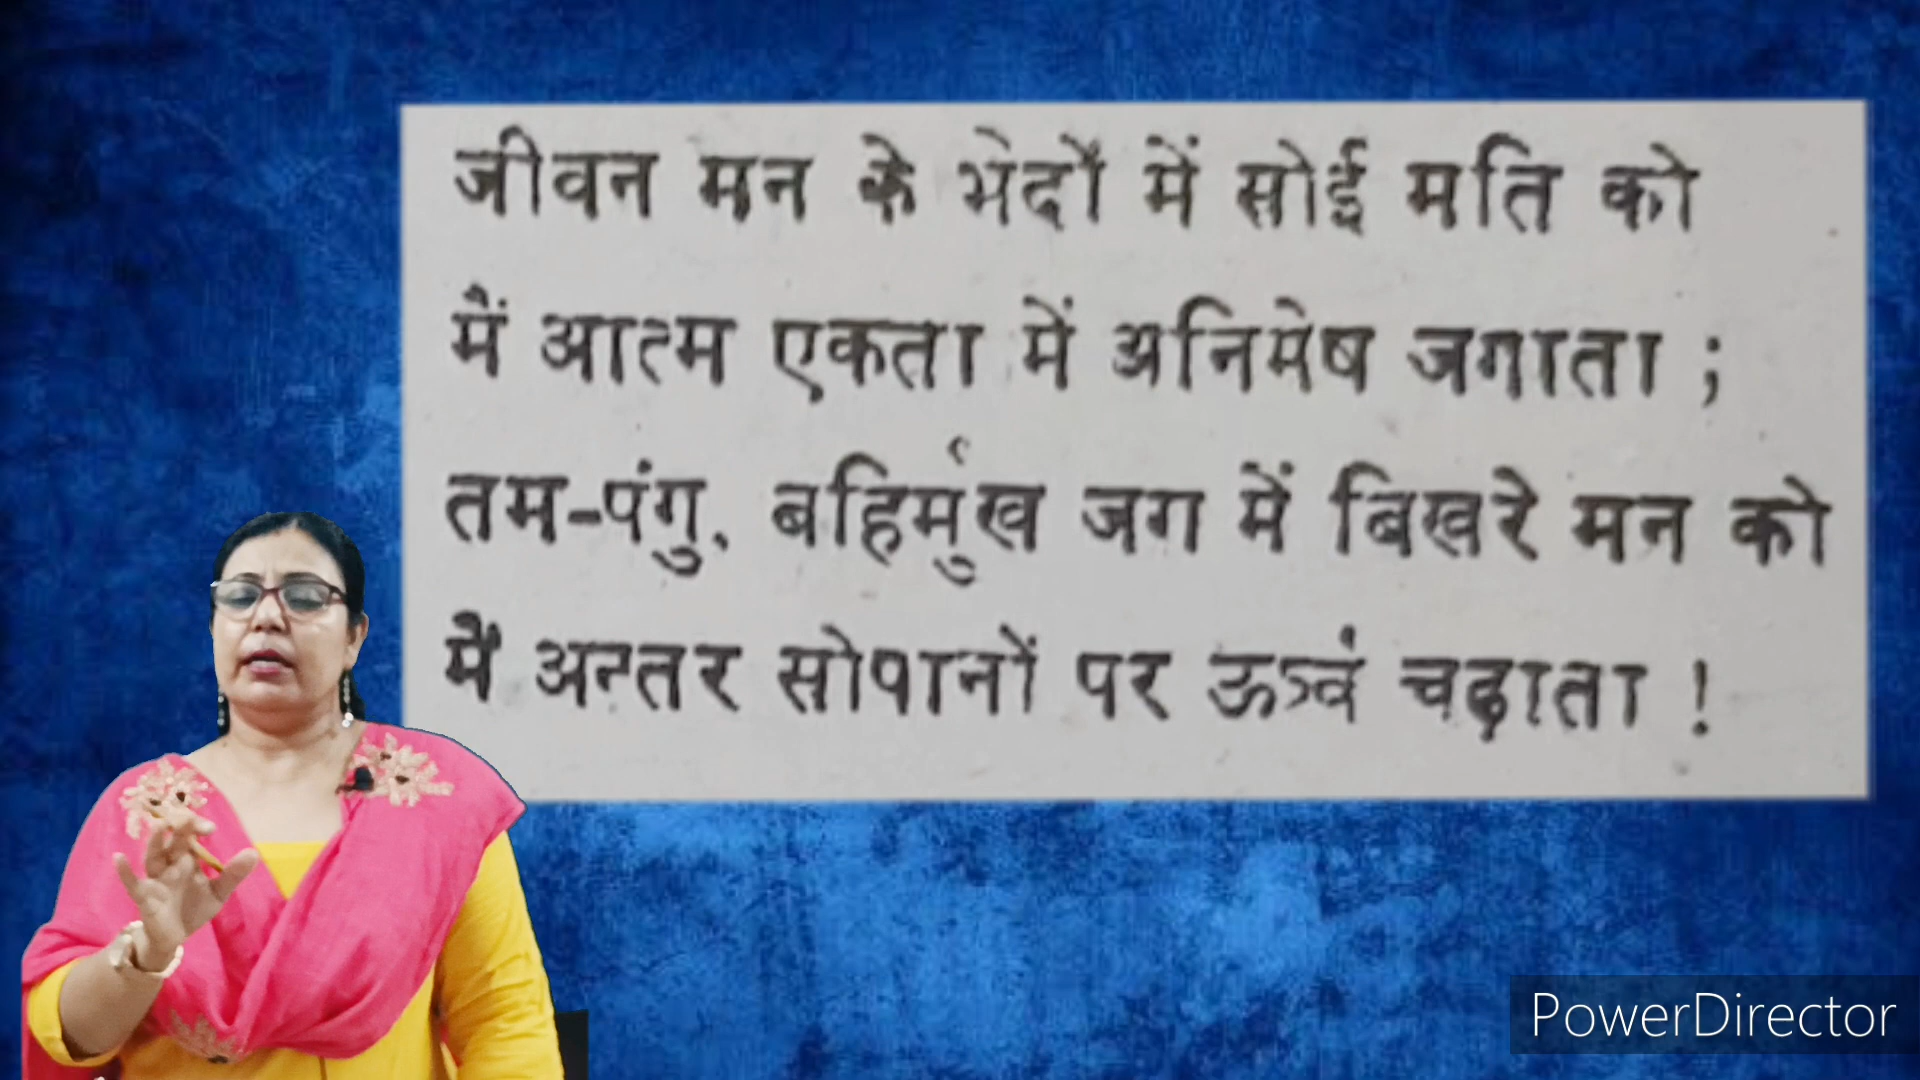 जीवन मन के भेदों में सोई मति को
मैं आत्म एकता में अनिमेष जगाता ;
तम-पंगु, बहिर्मुख जग में बिखरे मन को
मैं अन्तर सोपानों पर ऊर्ध्व चढ़ाता !
PowerDirector